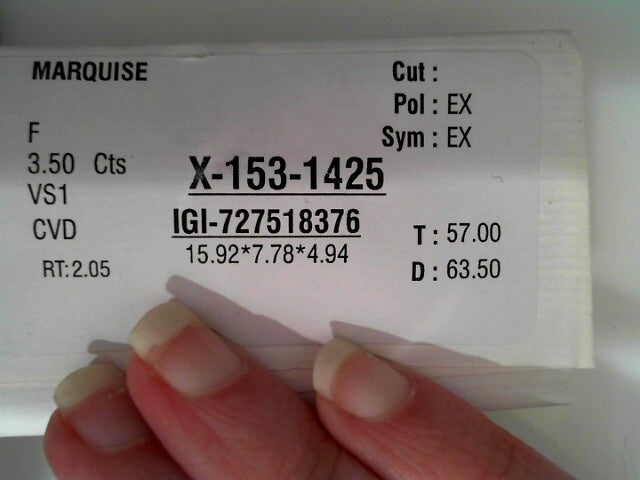 MARQUISE
Cut :
Pol : EX
F
Sym : EX
3.50 Cts
X-153-1425
VS1
IGI-727518376
CVD
T : 57.00
15.92*7.78*4.94
RT:2.05
D : 63.50